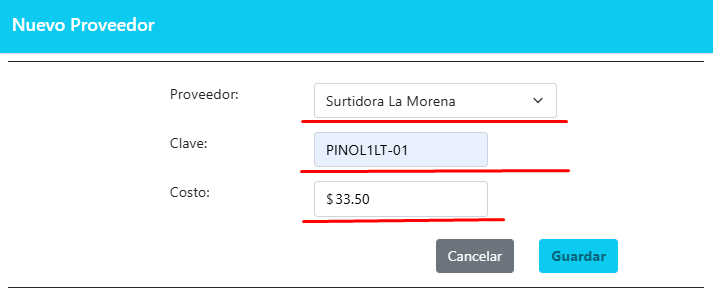 Nuevo Proveedor
Proveedor: Surtidora La Morena
Clave: PINOL1LT-01
Costo: $33.50
Cancelar Guardar